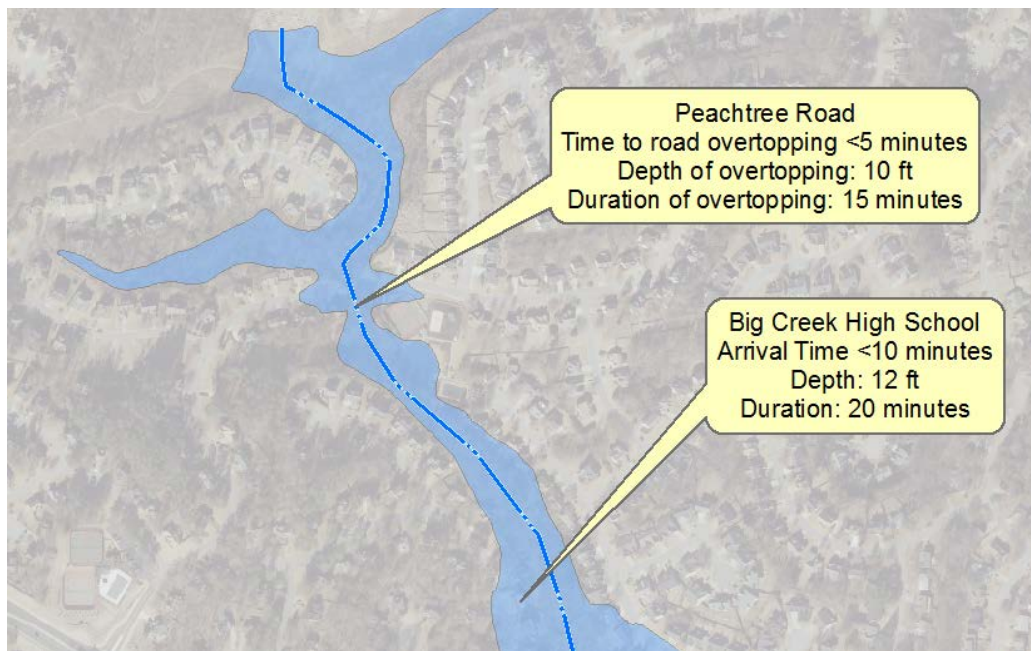 Peachtree Road
Time to road overtopping <5 minutes
Depth of overtopping: 10 ft
Duration of overtopping: 15 minutes
Big Creek High School
Arrival Time <10 minutes
Depth: 12 ft
Duration: 20 minutes